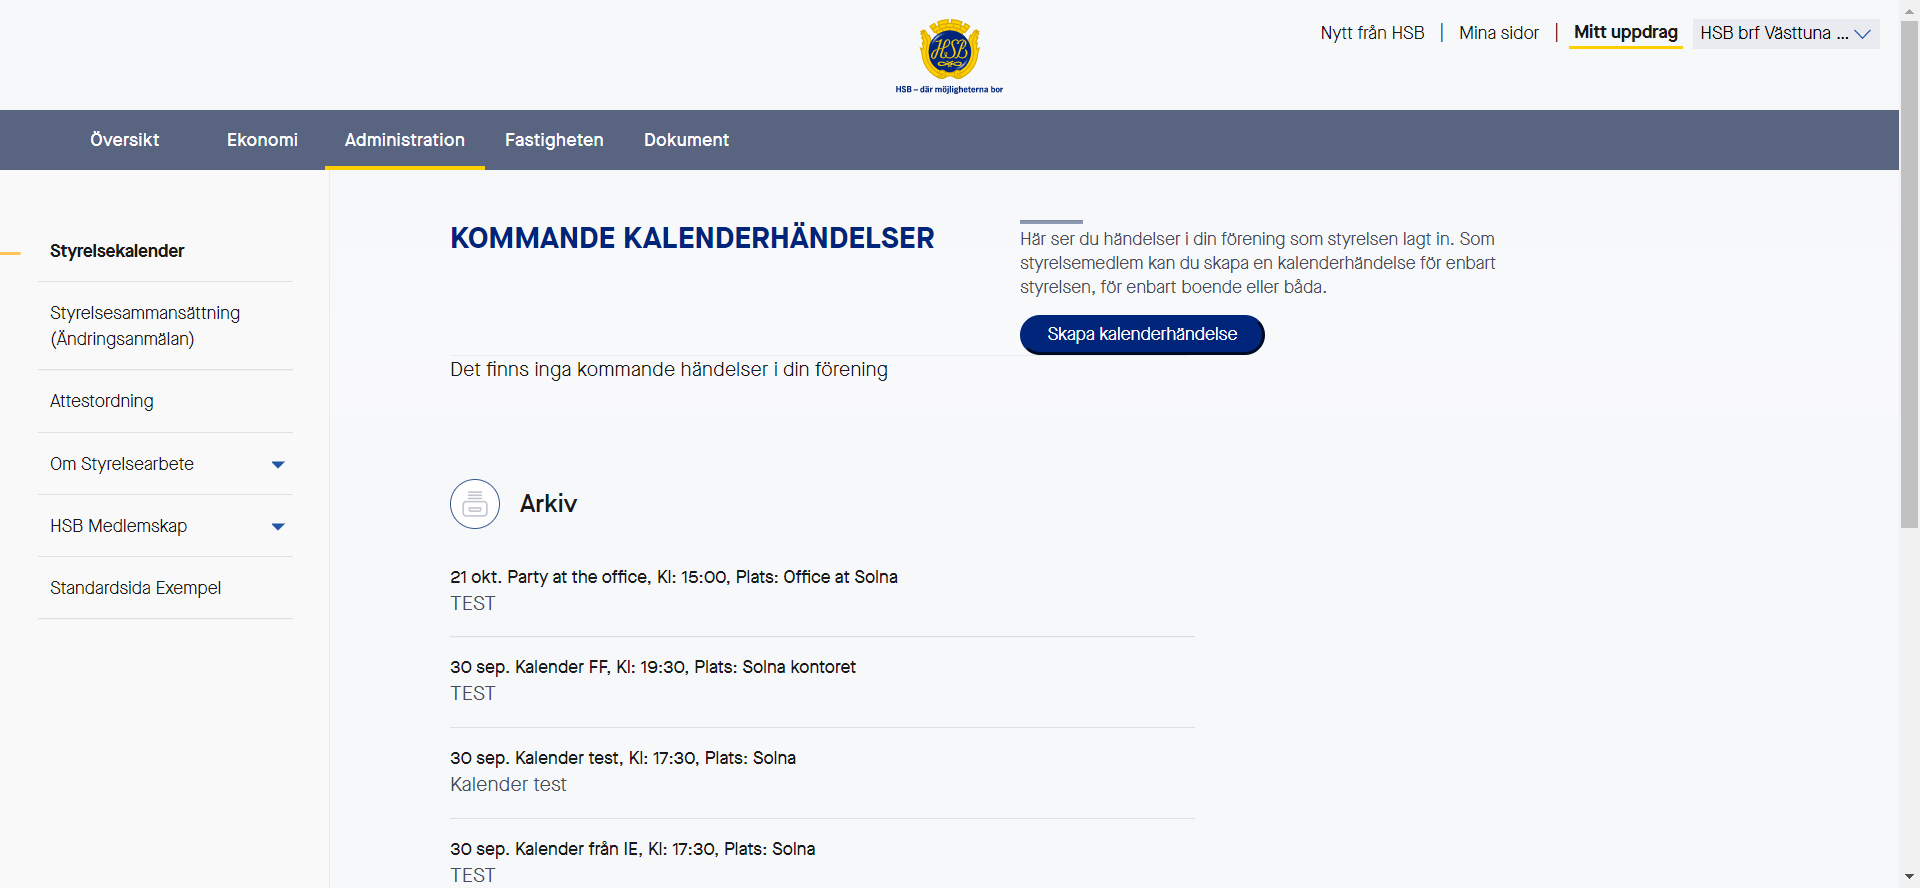 HSB
HSB – där möjligheterna bor
Nytt från HSB
Mina sidor
Mitt uppdrag
HSB brf Västtuna ...
Översikt
Ekonomi
Administration
Fastigheten
Dokument
Styrelsekalender
Styrelsesammansättning
(Ändringsanmälan)
Attestordning
Om Styrelsearbete
HSB Medlemskap
Standardsida Exempel
KOMMANDE KALENDERHÄNDELSER
Här ser du händelser i din förening som styrelsen lagt in. Som
styrelsemedlem kan du skapa en kalenderhändelse för enbart
styrelsen, för enbart boende eller båda.
Skapa kalenderhändelse
Det finns inga kommande händelser i din förening
Arkiv
21 okt. Party at the office, Kl: 15:00, Plats: Office at Solna
TEST
30 sep. Kalender FF, Kl: 19:30, Plats: Solna kontoret
TEST
30 sep. Kalender test, Kl: 17:30, Plats: Solna
Kalender test
30 sep. Kalender från IE, Kl: 17:30, Plats: Solna
TEST